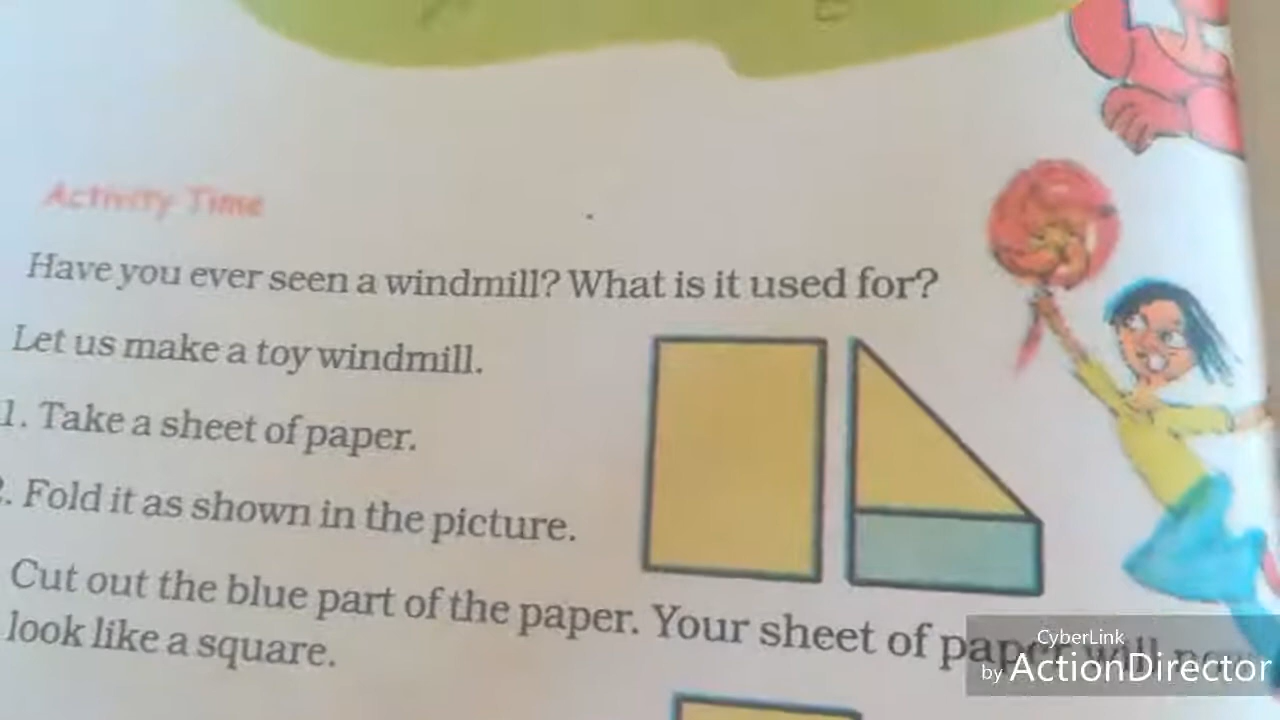 Activity Time
Have you ever seen a windmill? What is it used for?
Let us make a toy windmill.
1. Take a sheet of paper.
. Fold it as shown in the picture.
Cut out the blue part of the paper. Your sheet of paper will
look like a square.
CyberLink
by ActionDirector